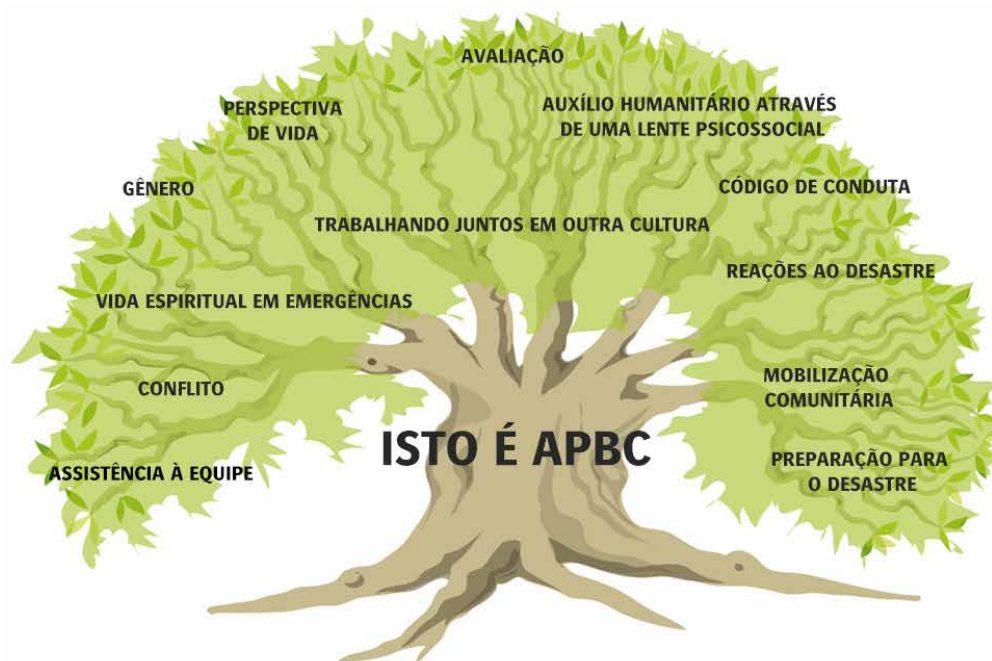 AVALIAÇÃO
PERSPECTIVA
DE VIDA
AUXÍLIO HUMANITÁRIO ATRAVÉS
DE UMA LENTE PSICOSSOCIAL
GÊNERO
CÓDIGO DE CONDUTA
TRABALHANDO JUNTOS EM OUTRA CULTURA
REAÇÕES AO DESASTRE
VIDA ESPIRITUAL EM EMERGÊNCIAS
CONFLITO
MOBILIZAÇÃO
COMUNITÁRIA
ISTO É APBC
ASSISTÊNCIA À EQUIPE
PREPARAÇÃO PARA
O DESASTRE